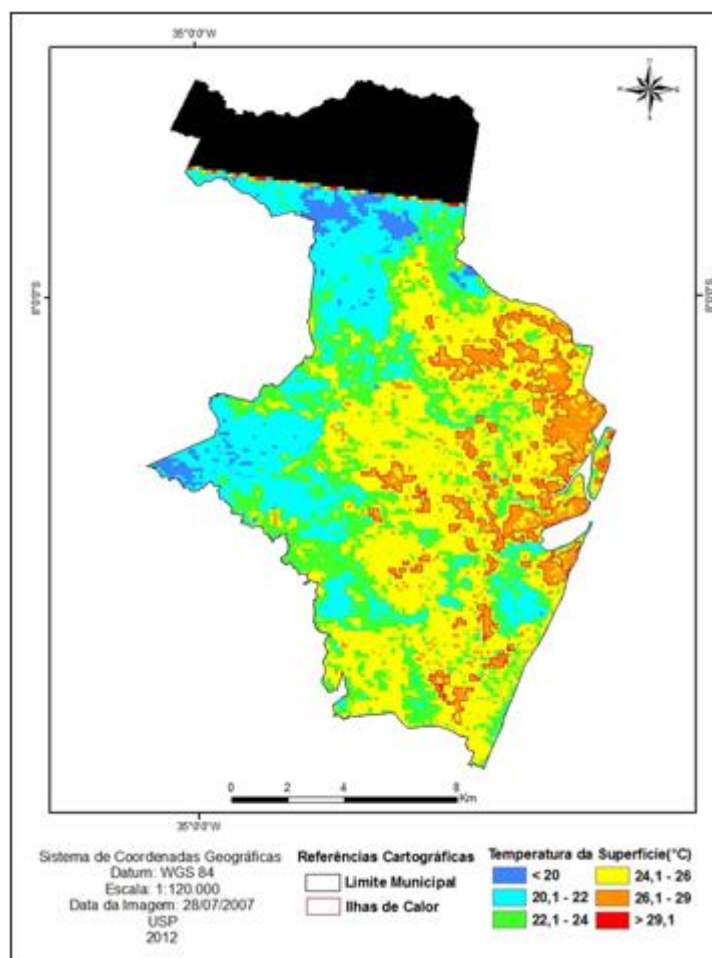 35°0'0"W
8°0'0"S
8°0'0"S
0 2 4 8
Km
35°0'0"W
Sistema de Coordenadas Geográficas
Datum: WGS 84
Escala: 1:120.000
Data da Imagem: 28/07/2007
USP
2012
Referências Cartográficas
Limite Municipal
Ilhas de Calor
Temperatura da Superfície(°C)
< 20
20,1 - 22
22,1 - 24
24,1 - 26
26,1 - 29
> 29,1